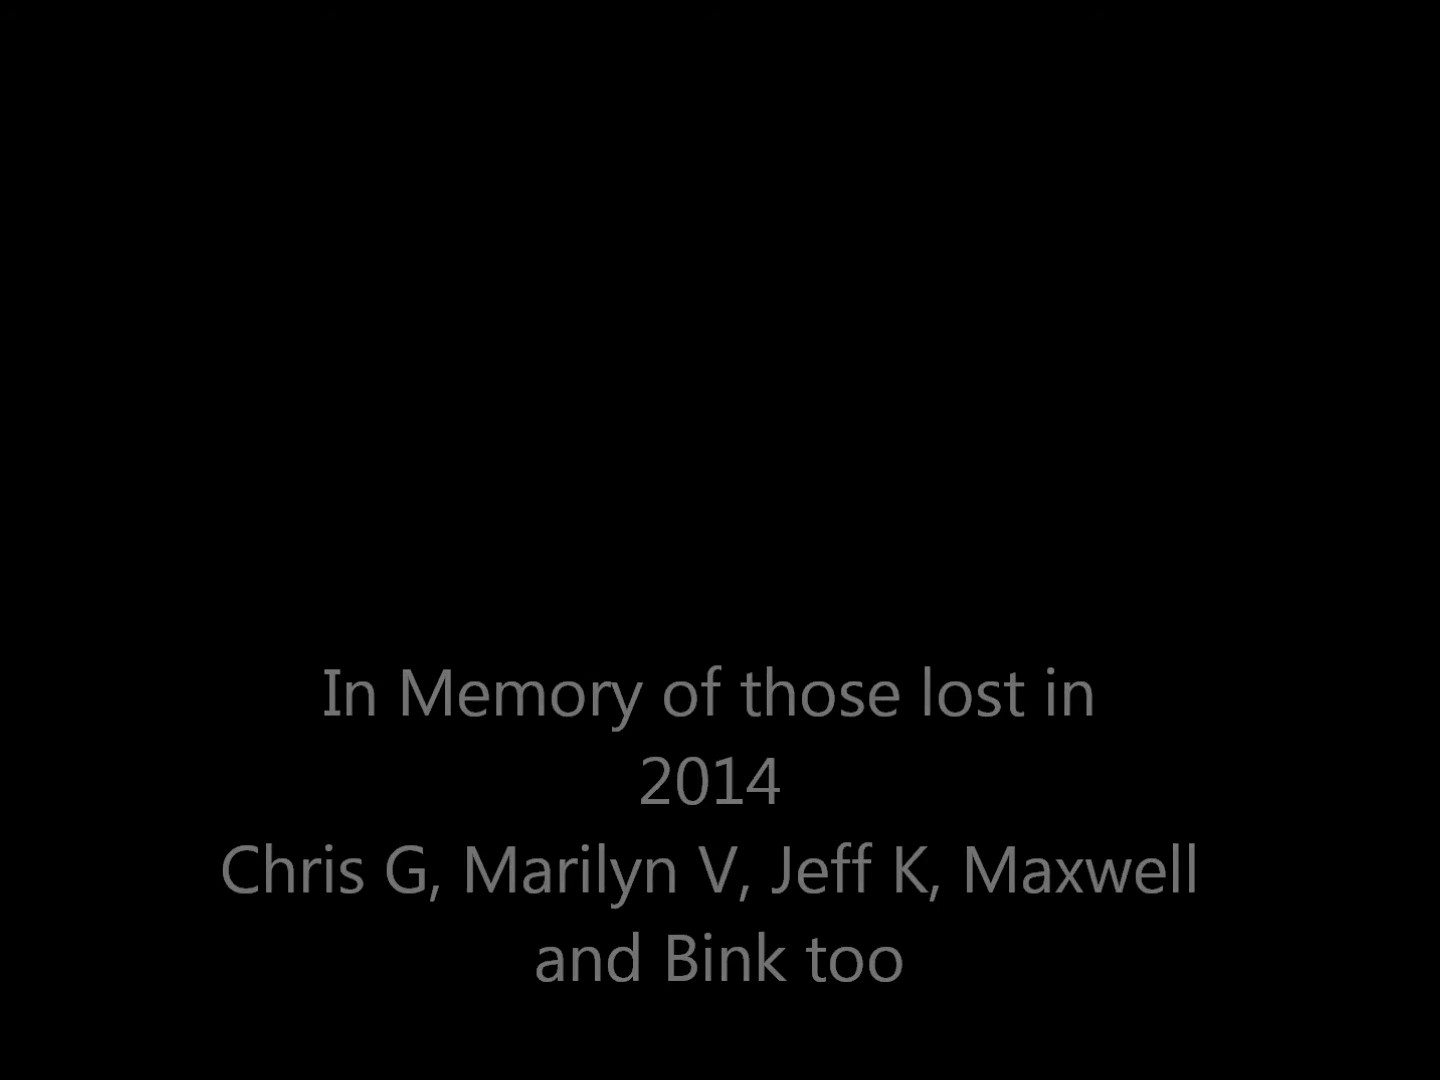 In Memory of those lost in
2014
Chris G, Marilyn V, Jeff K, Maxwell
and Bink too